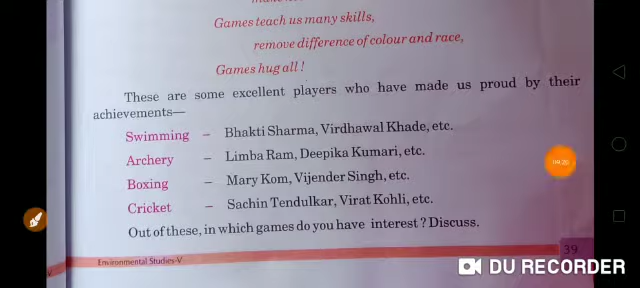 Games teach us many skills,
remove difference of colour and race,
Games hug all !
These are some excellent players who have made us proud by their
achievements—
Swimming – Bhakti Sharma, Virdhawal Khade, etc.
Archery – Limba Ram, Deepika Kumari, etc.
Boxing – Mary Kom, Vijender Singh, etc.
Cricket – Sachin Tendulkar, Virat Kohli, etc.
Out of these, in which games do you have interest ? Discuss.
39
Environmental Studies-V
DU RECORDER